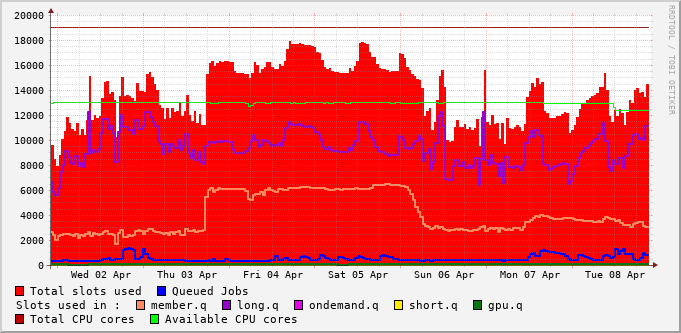 20000
18000
16000
14000
12000
10000
8000
6000
4000
2000
0
Wed 02 Apr Thu 03 Apr Fri 04 Apr Sat 05 Apr Sun 06 Apr Mon 07 Apr Tue 08 Apr
RRDTOOL / TOBI OETIKER
Total slots used Queued Jobs
Slots used in : member.q long.q ondemand.q short.q gpu.q
Total CPU cores Available CPU cores